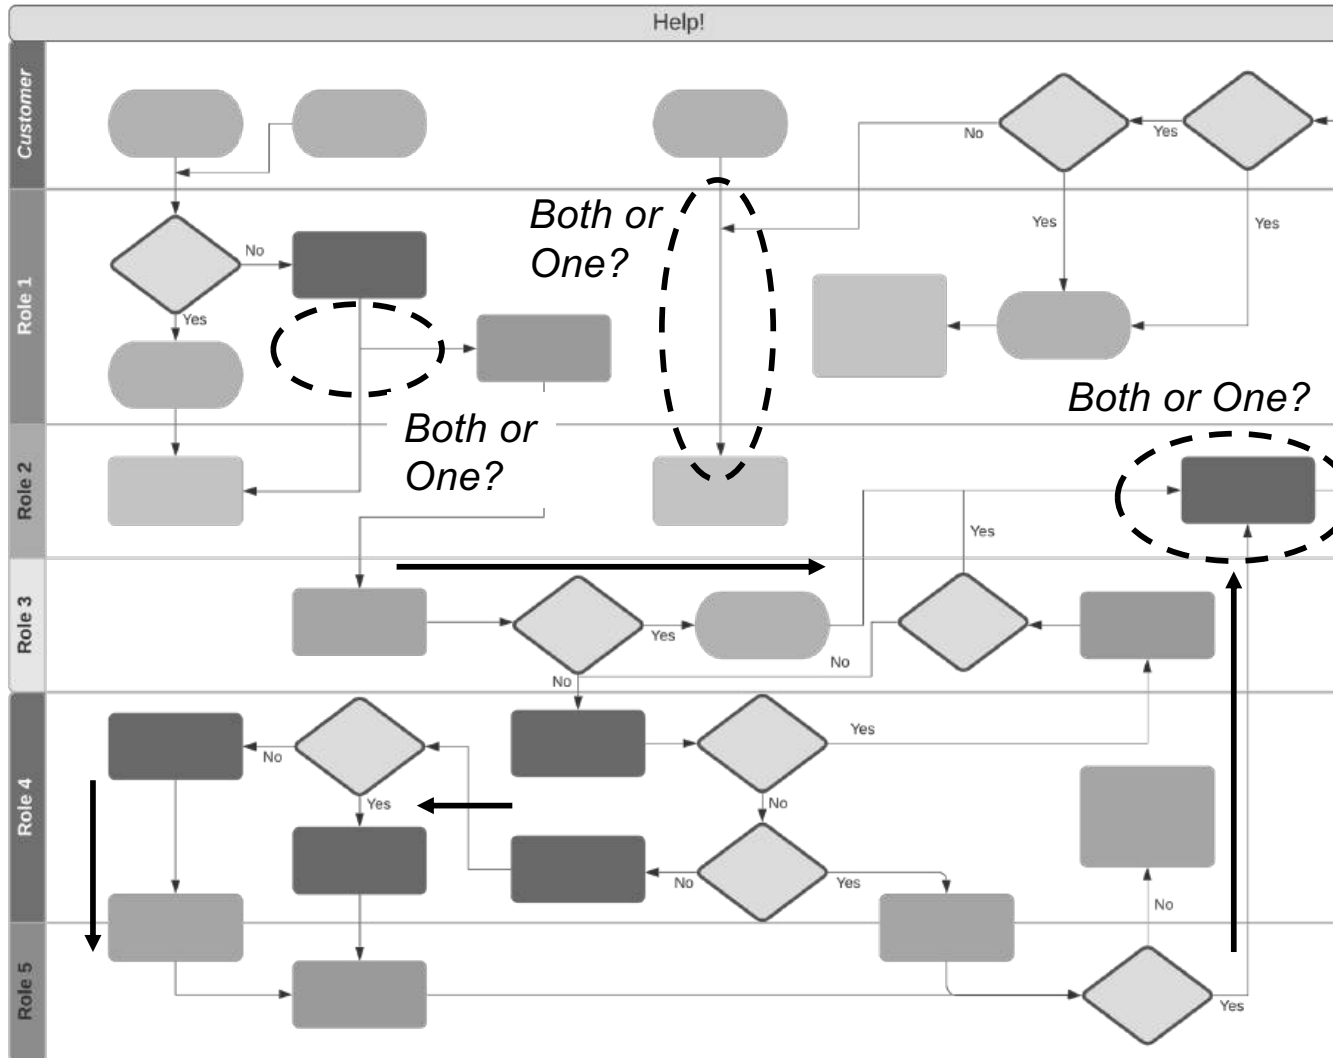 Help!
Customer
No
Yes
Both or
One?
Role 1
No
Yes
Yes
Yes
Both or One?
Both or
One?
Role 2
Yes
Role 3
Yes
No
No
Role 4
No
Yes
Yes
No
No
Yes
No
Role 5
Yes